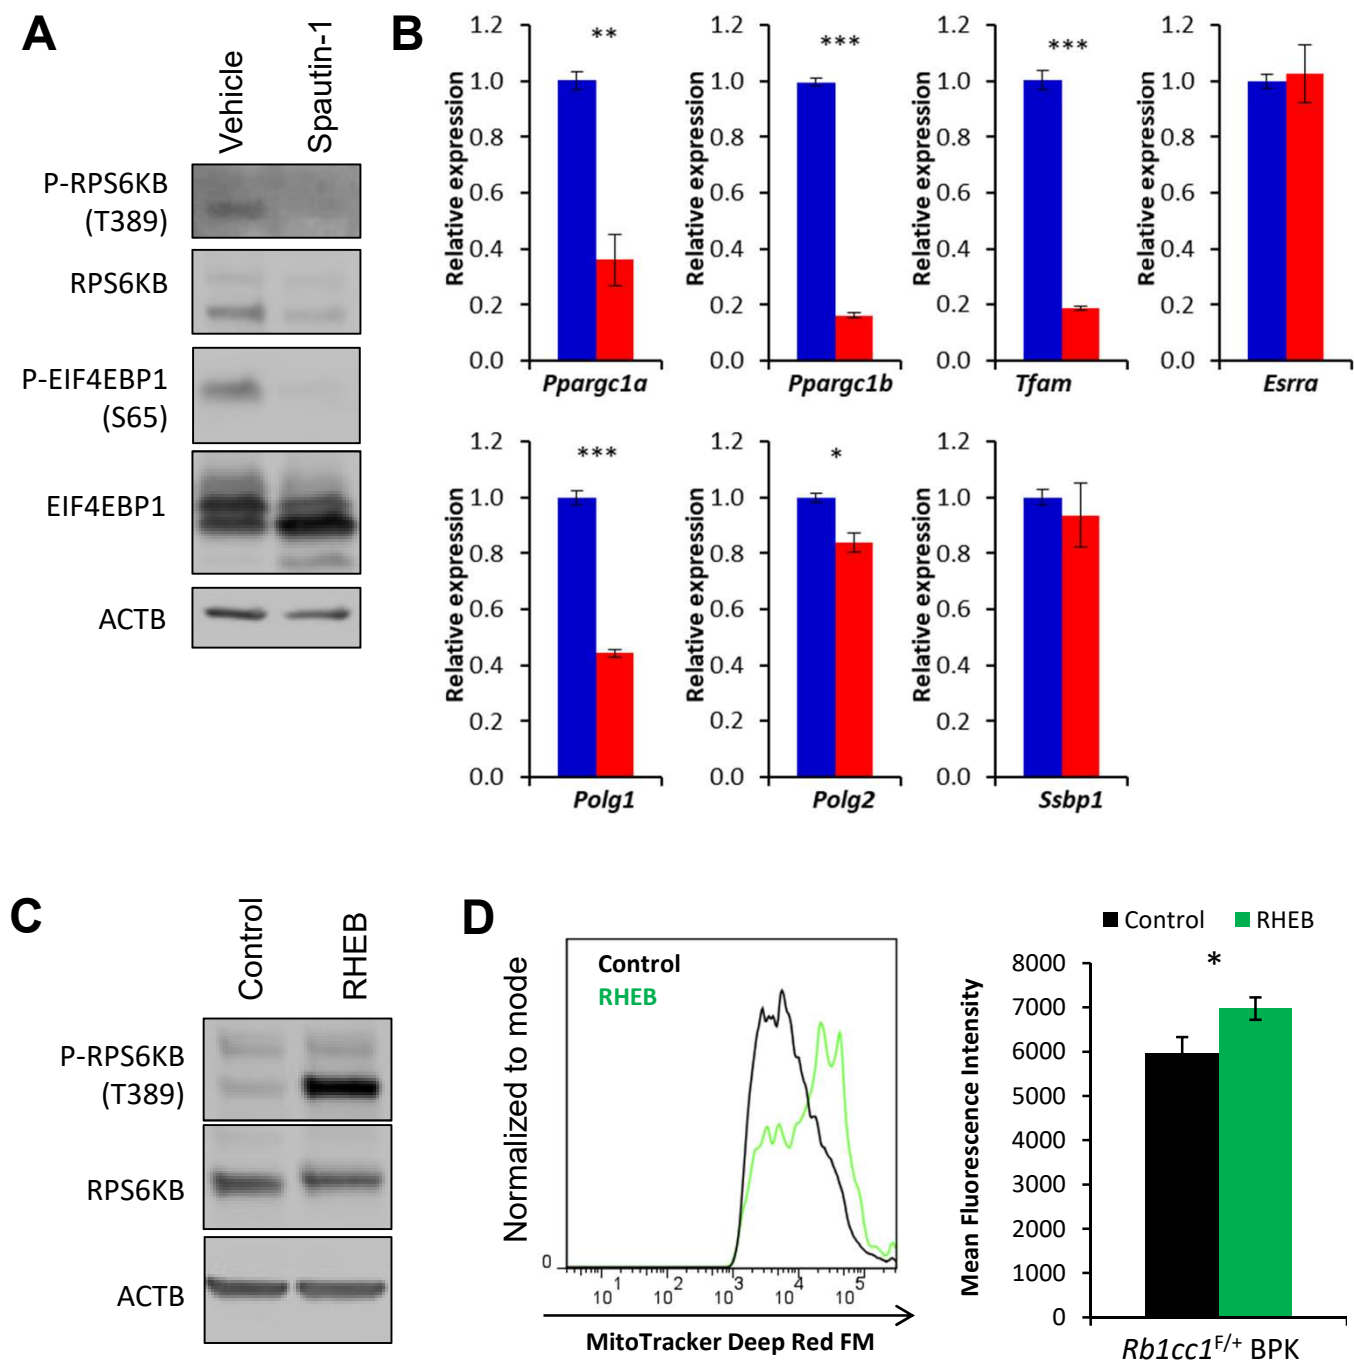 A
Vehicle
Spautin-1
P-RPS6KB
(T389)
RPS6KB
P-EIF4EBP1
(S65)
EIF4EBP1
ACTB
B
Relative expression
1.2
1.0
0.8
0.6
0.4
0.2
0.0
**
Ppargc1a
Relative expression
1.2
1.0
0.8
0.6
0.4
0.2
0.0
***
Ppargc1b
Relative expression
1.2
1.0
0.8
0.6
0.4
0.2
0.0
***
Tfam
Relative expression
1.2
1.0
0.8
0.6
0.4
0.2
0.0
Esrra
Relative expression
1.2
1.0
0.8
0.6
0.4
0.2
0.0
***
Polg1
Relative expression
1.2
1.0
0.8
0.6
0.4
0.2
0.0
*
Polg2
Relative expression
1.2
1.0
0.8
0.6
0.4
0.2
0.0
Ssbp1
C
Control
RHEB
P-RPS6KB
(T389)
RPS6KB
ACTB
D
Normalized to mode
Control
RHEB
0
10^1 10^2 10^3 10^4 10^5
MitoTracker Deep Red FM
Control RHEB
Mean Fluorescence Intensity
8000
7000
6000
5000
4000
3000
2000
1000
0
*
Rb1cc1^F/+ BPK